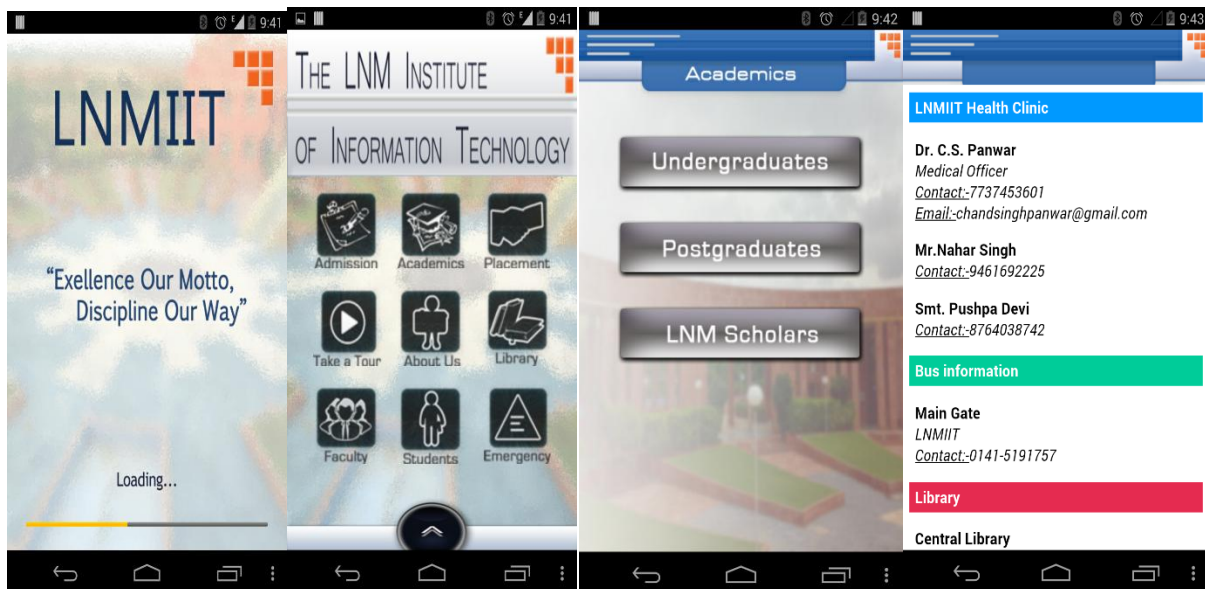 9:41
LNMIIT
“Exellence Our Motto,
Discipline Our Way”
Loading...
9:41
THE LNM INSTITUTE
OF INFORMATION TECHNOLOGY
Admission Academics Placement
Take a Tour About Us Library
Faculty Students Emergency
9:42
Academics
Undergraduates
Postgraduates
LNM Scholars
9:43
LNMIIT Health Clinic
Dr. C.S. Panwar
Medical Officer
Contact:-7737453601
Email:-chandsinghpanwar@gmail.com
Mr.Nahar Singh
Contact:-9461692225
Smt. Pushpa Devi
Contact:-8764038742
Bus information
Main Gate
LNMIIT
Contact:-0141-5191757
Library
Central Library